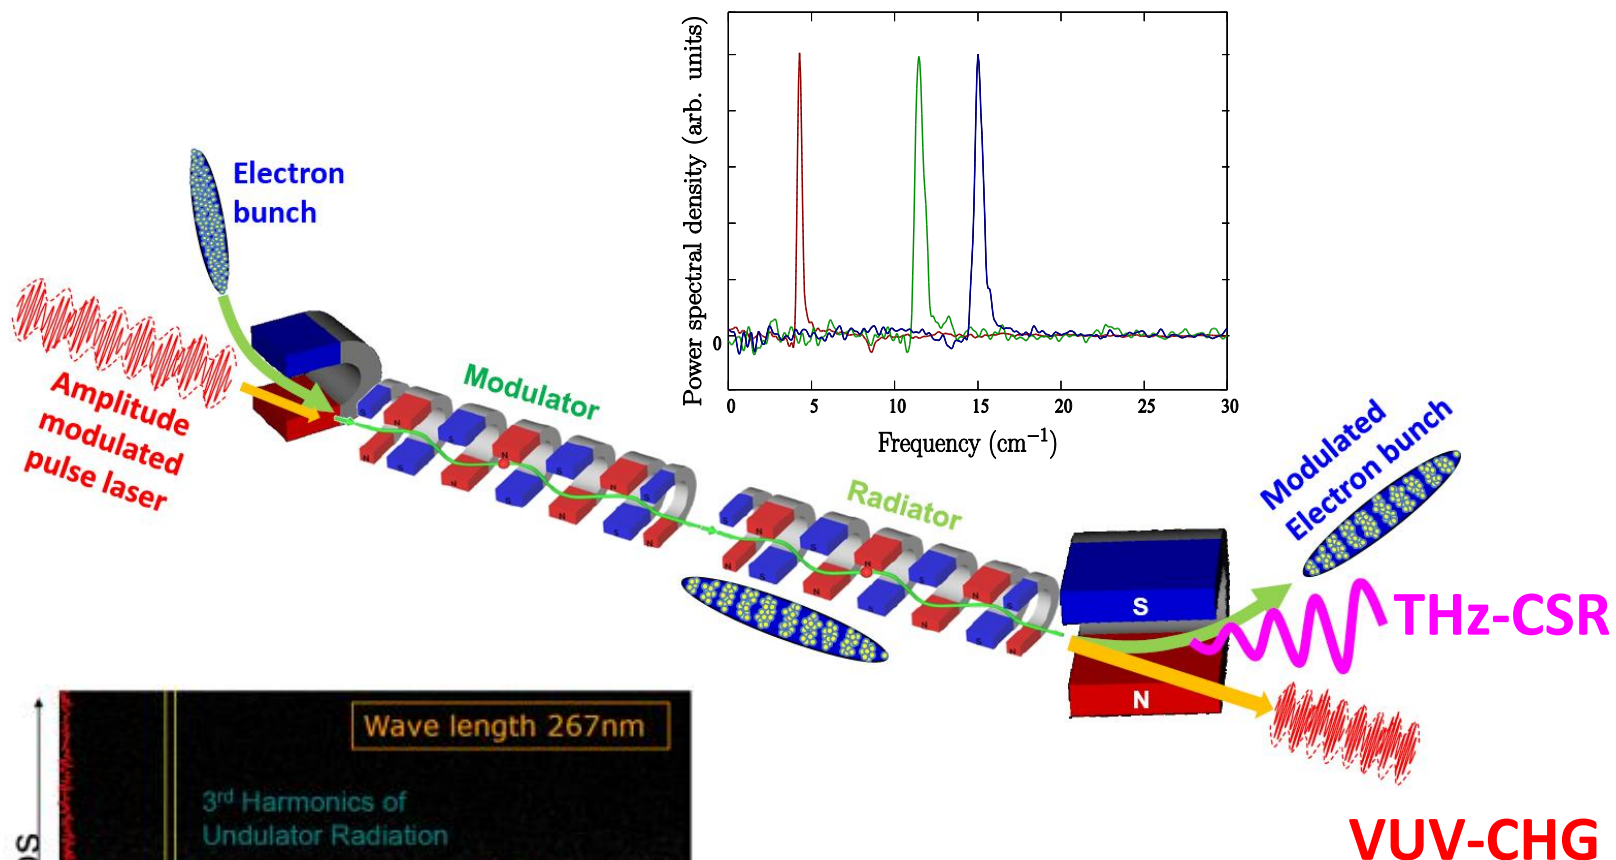 Power spectral density (arb. units)
0
0 5 10 15 20 25 30
Frequency (cm⁻¹)
Electron
bunch
Amplitude
modulated
pulse laser
Modulator
Radiator
Modulated
Electron bunch
S
N
THz-CSR
VUV-CHG
Wave length 267nm
3rd Harmonics of
Undulator Radiation